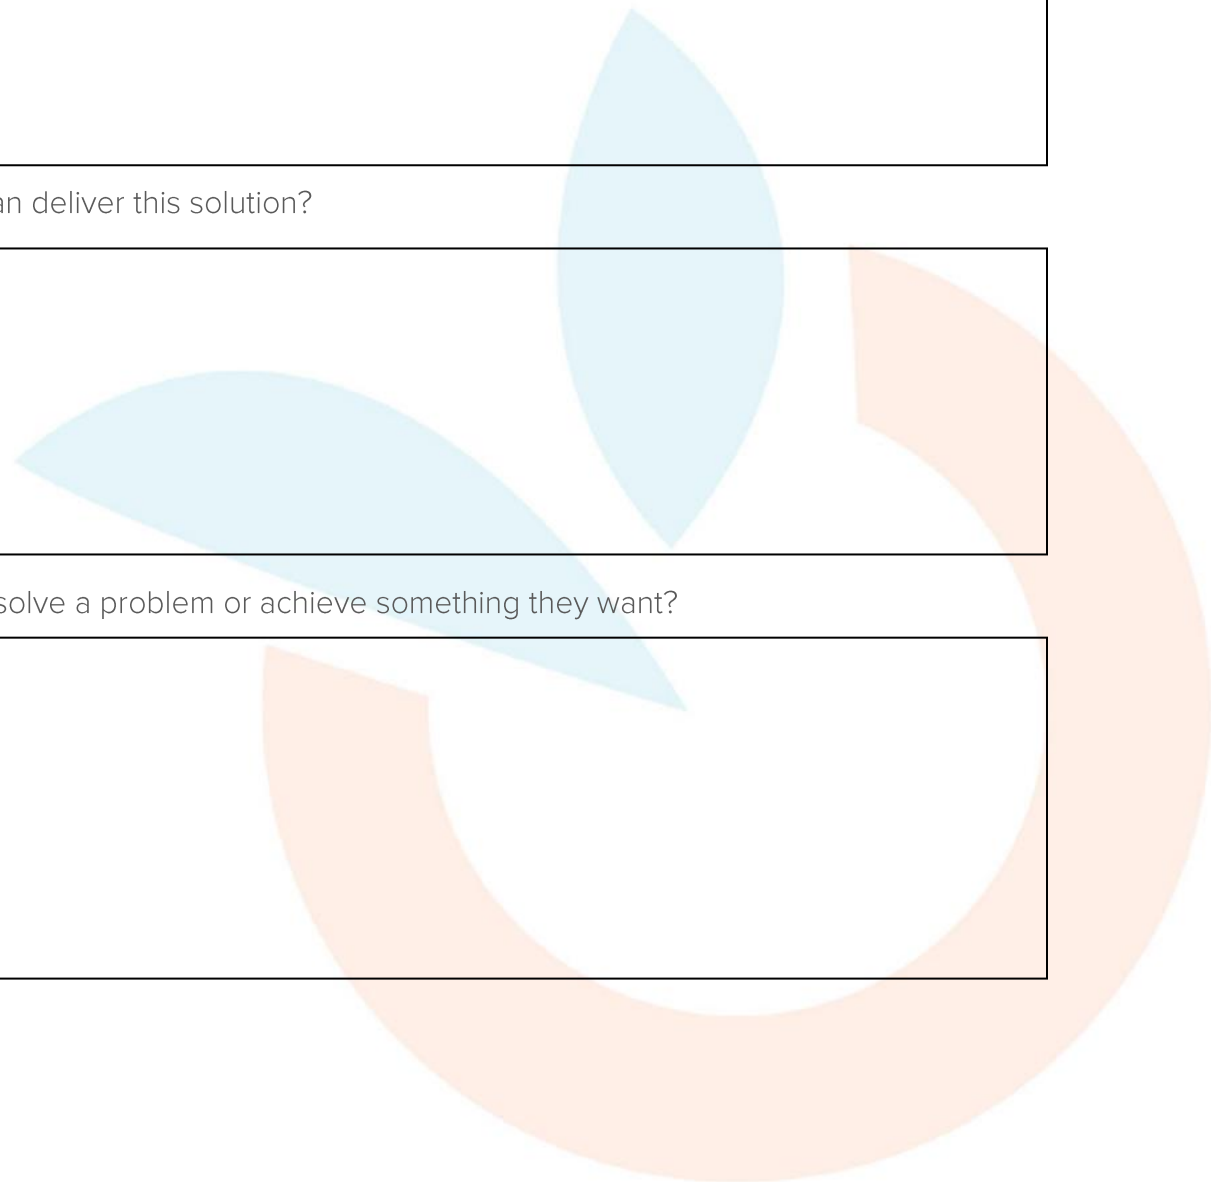 an deliver this solution?
solve a problem or achieve something they want?